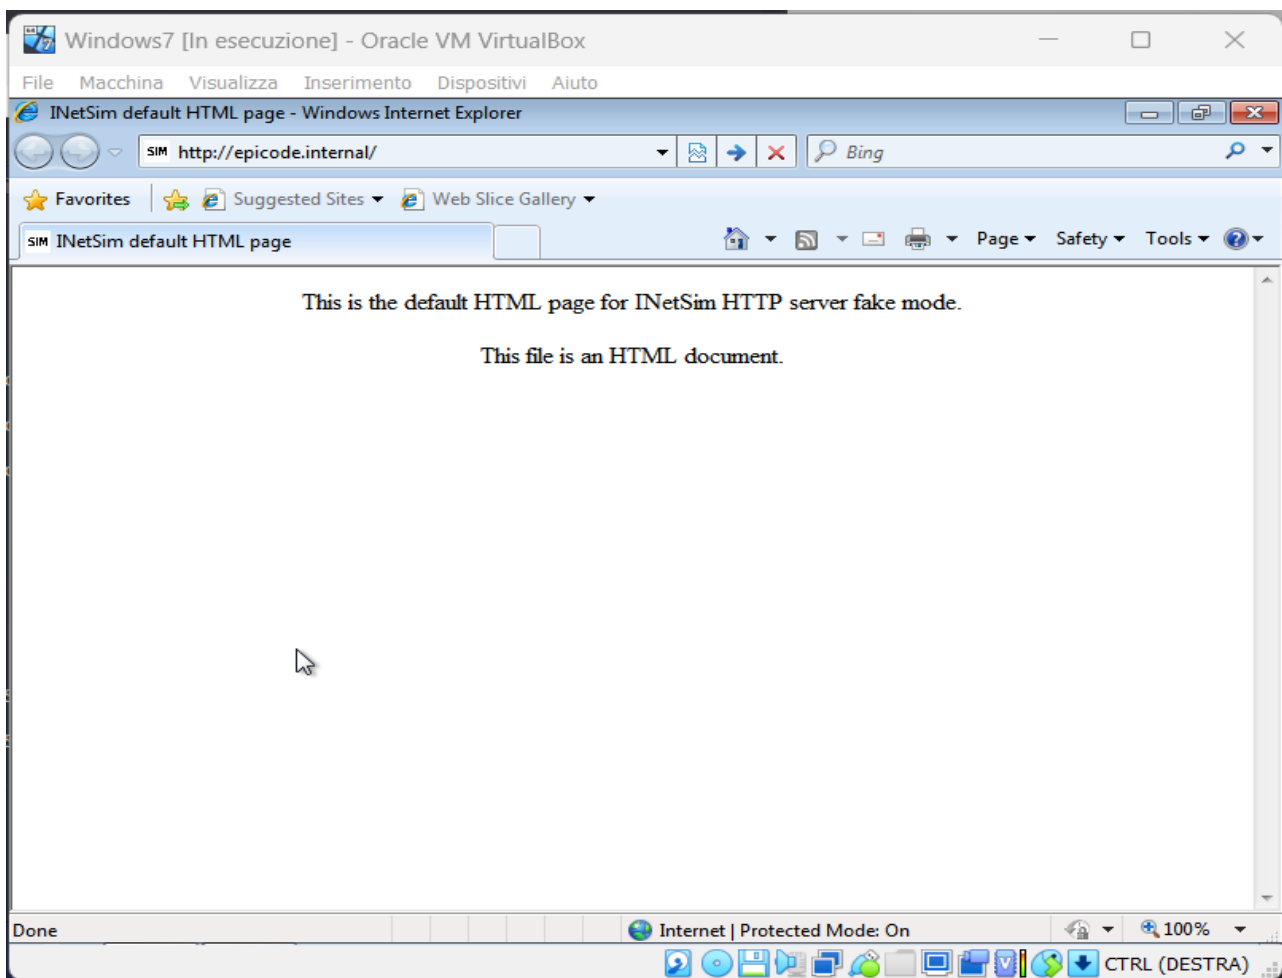 Windows7 [In esecuzione] - Oracle VM VirtualBox
File Macchina Visualizza Inserimento Dispositivi Aiuto
INetSim default HTML page - Windows Internet Explorer
SIM http://epicode.internal/ Bing
Favorites Suggested Sites Web Slice Gallery
SIM INetSim default HTML page Page Safety Tools
This is the default HTML page for INetSim HTTP server fake mode.
This file is an HTML document.
Done Internet | Protected Mode: On 100%
CTRL (DESTRA)